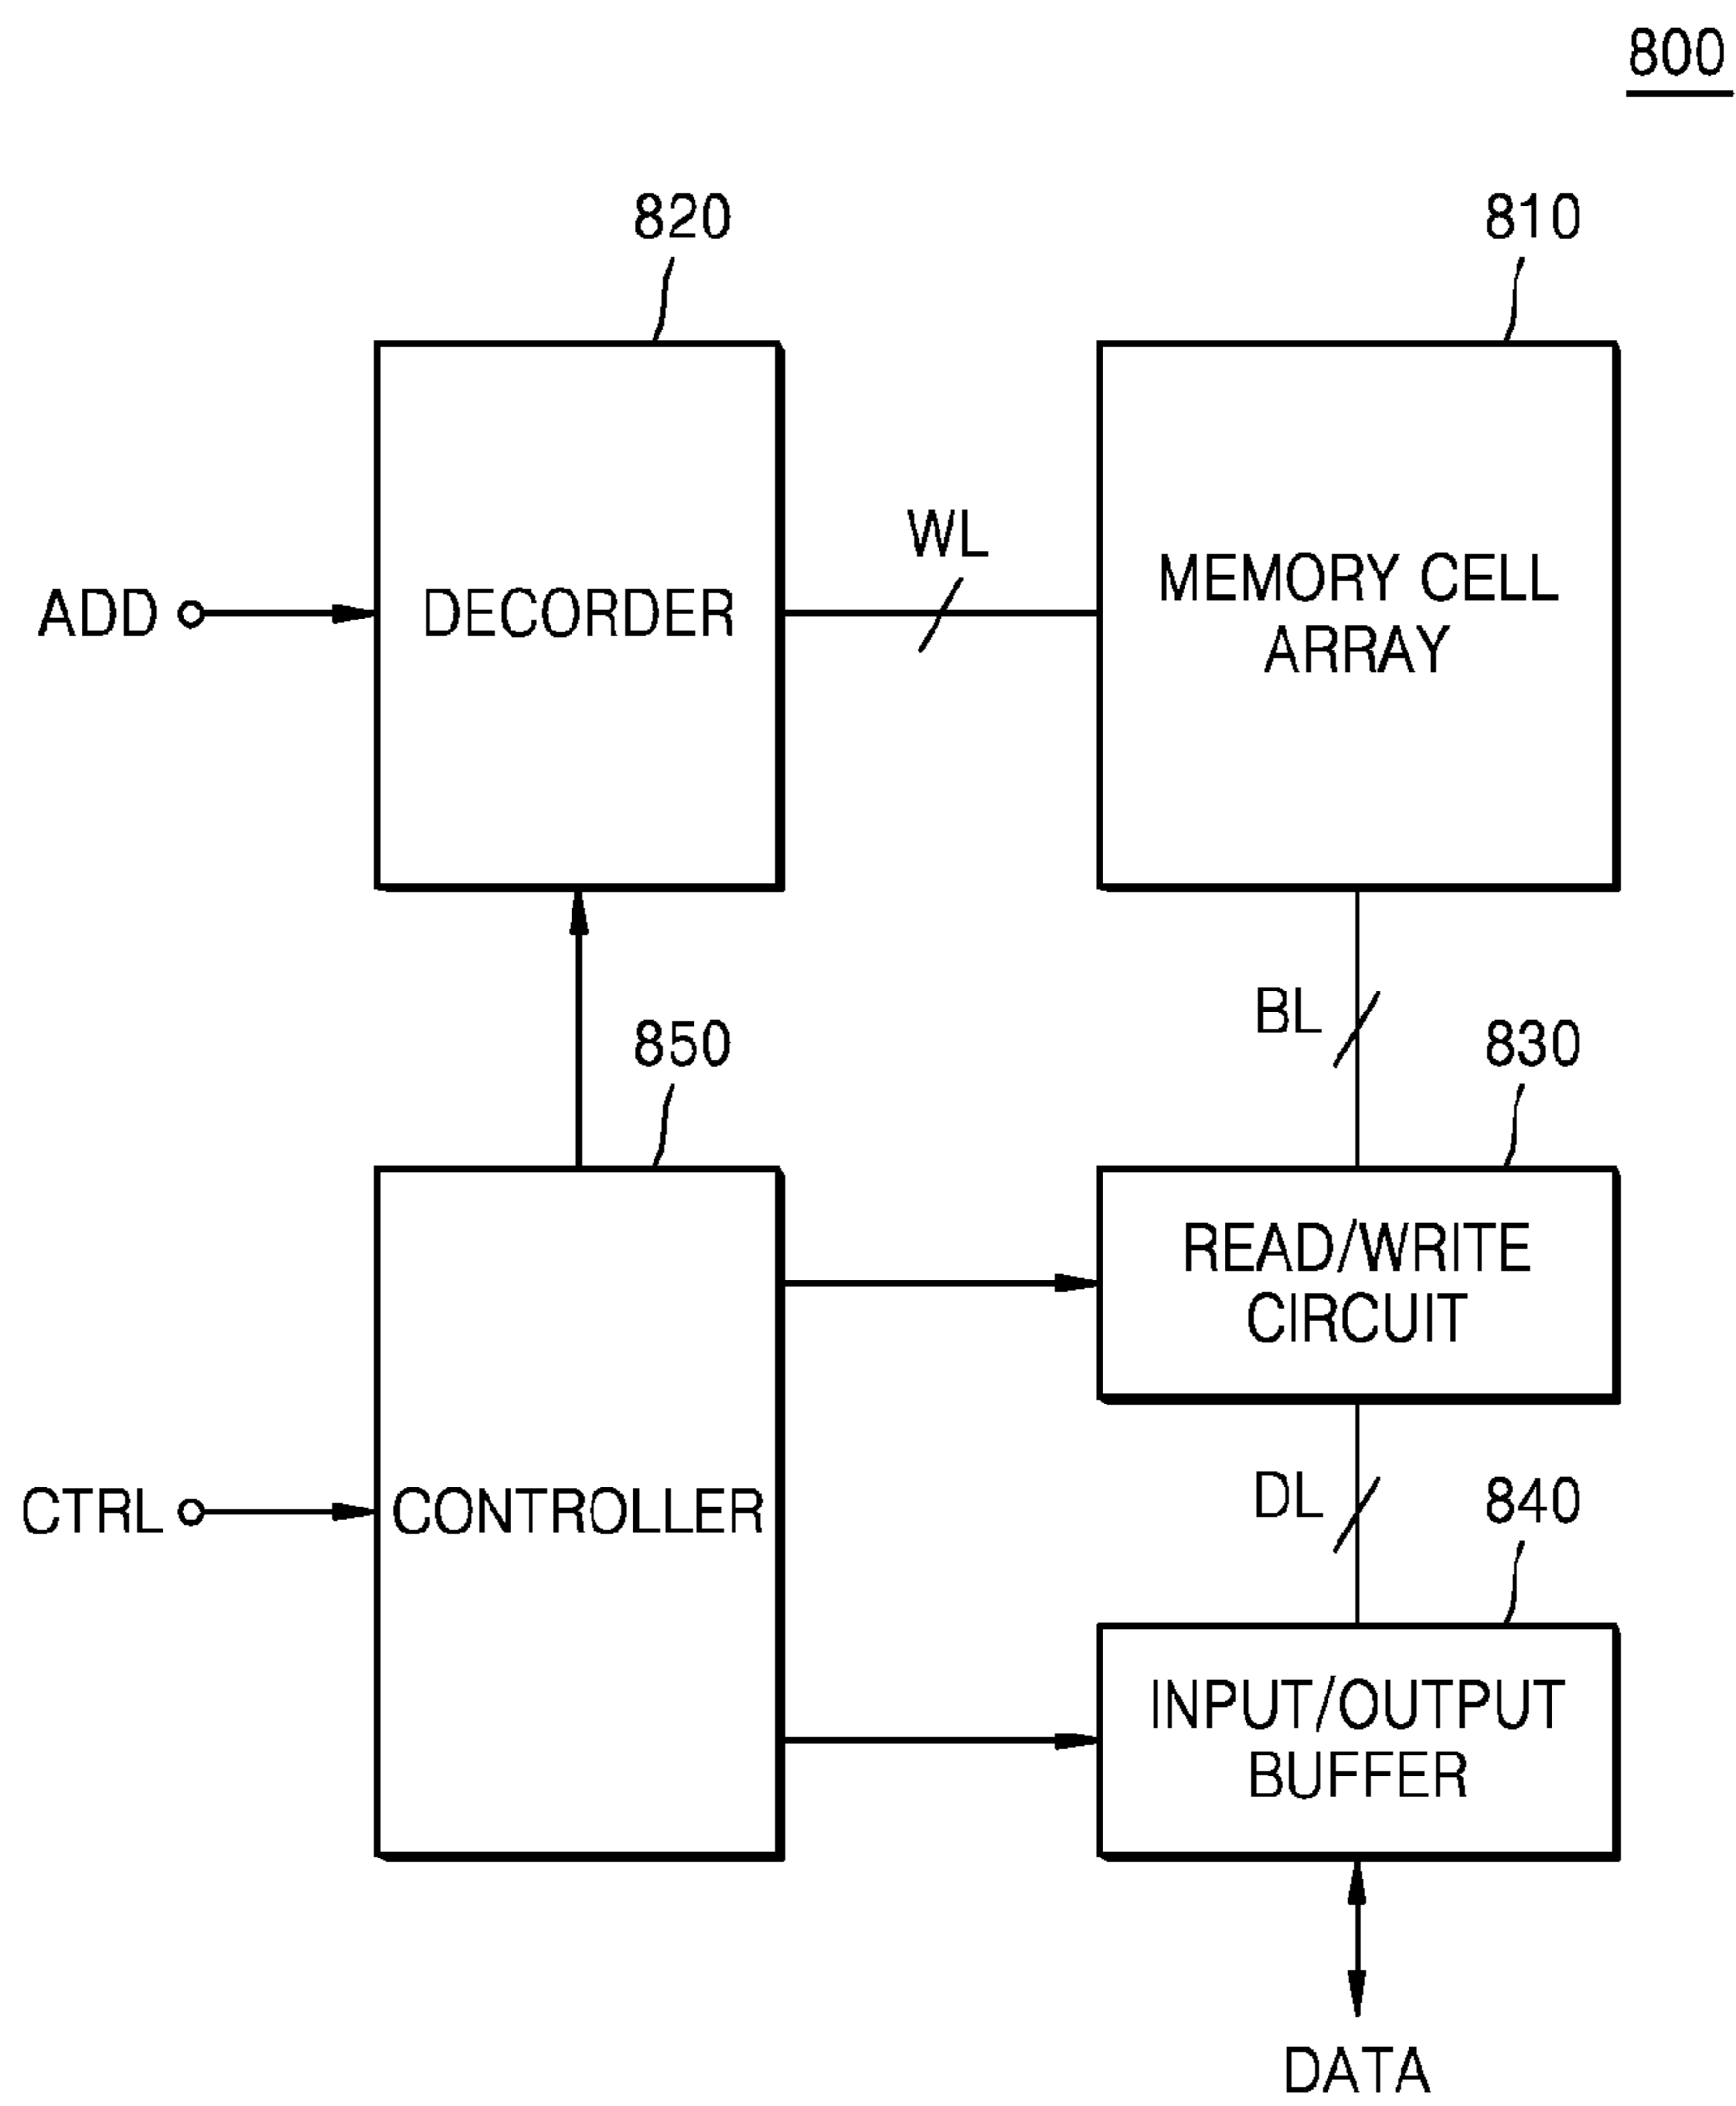 800
820
810
WL
ADD
DECORDER
MEMORY CELL
ARRAY
BL
850
830
READ/WRITE
CIRCUIT
CTRL
CONTROLLER
DL
840
INPUT/OUTPUT
BUFFER
DATA